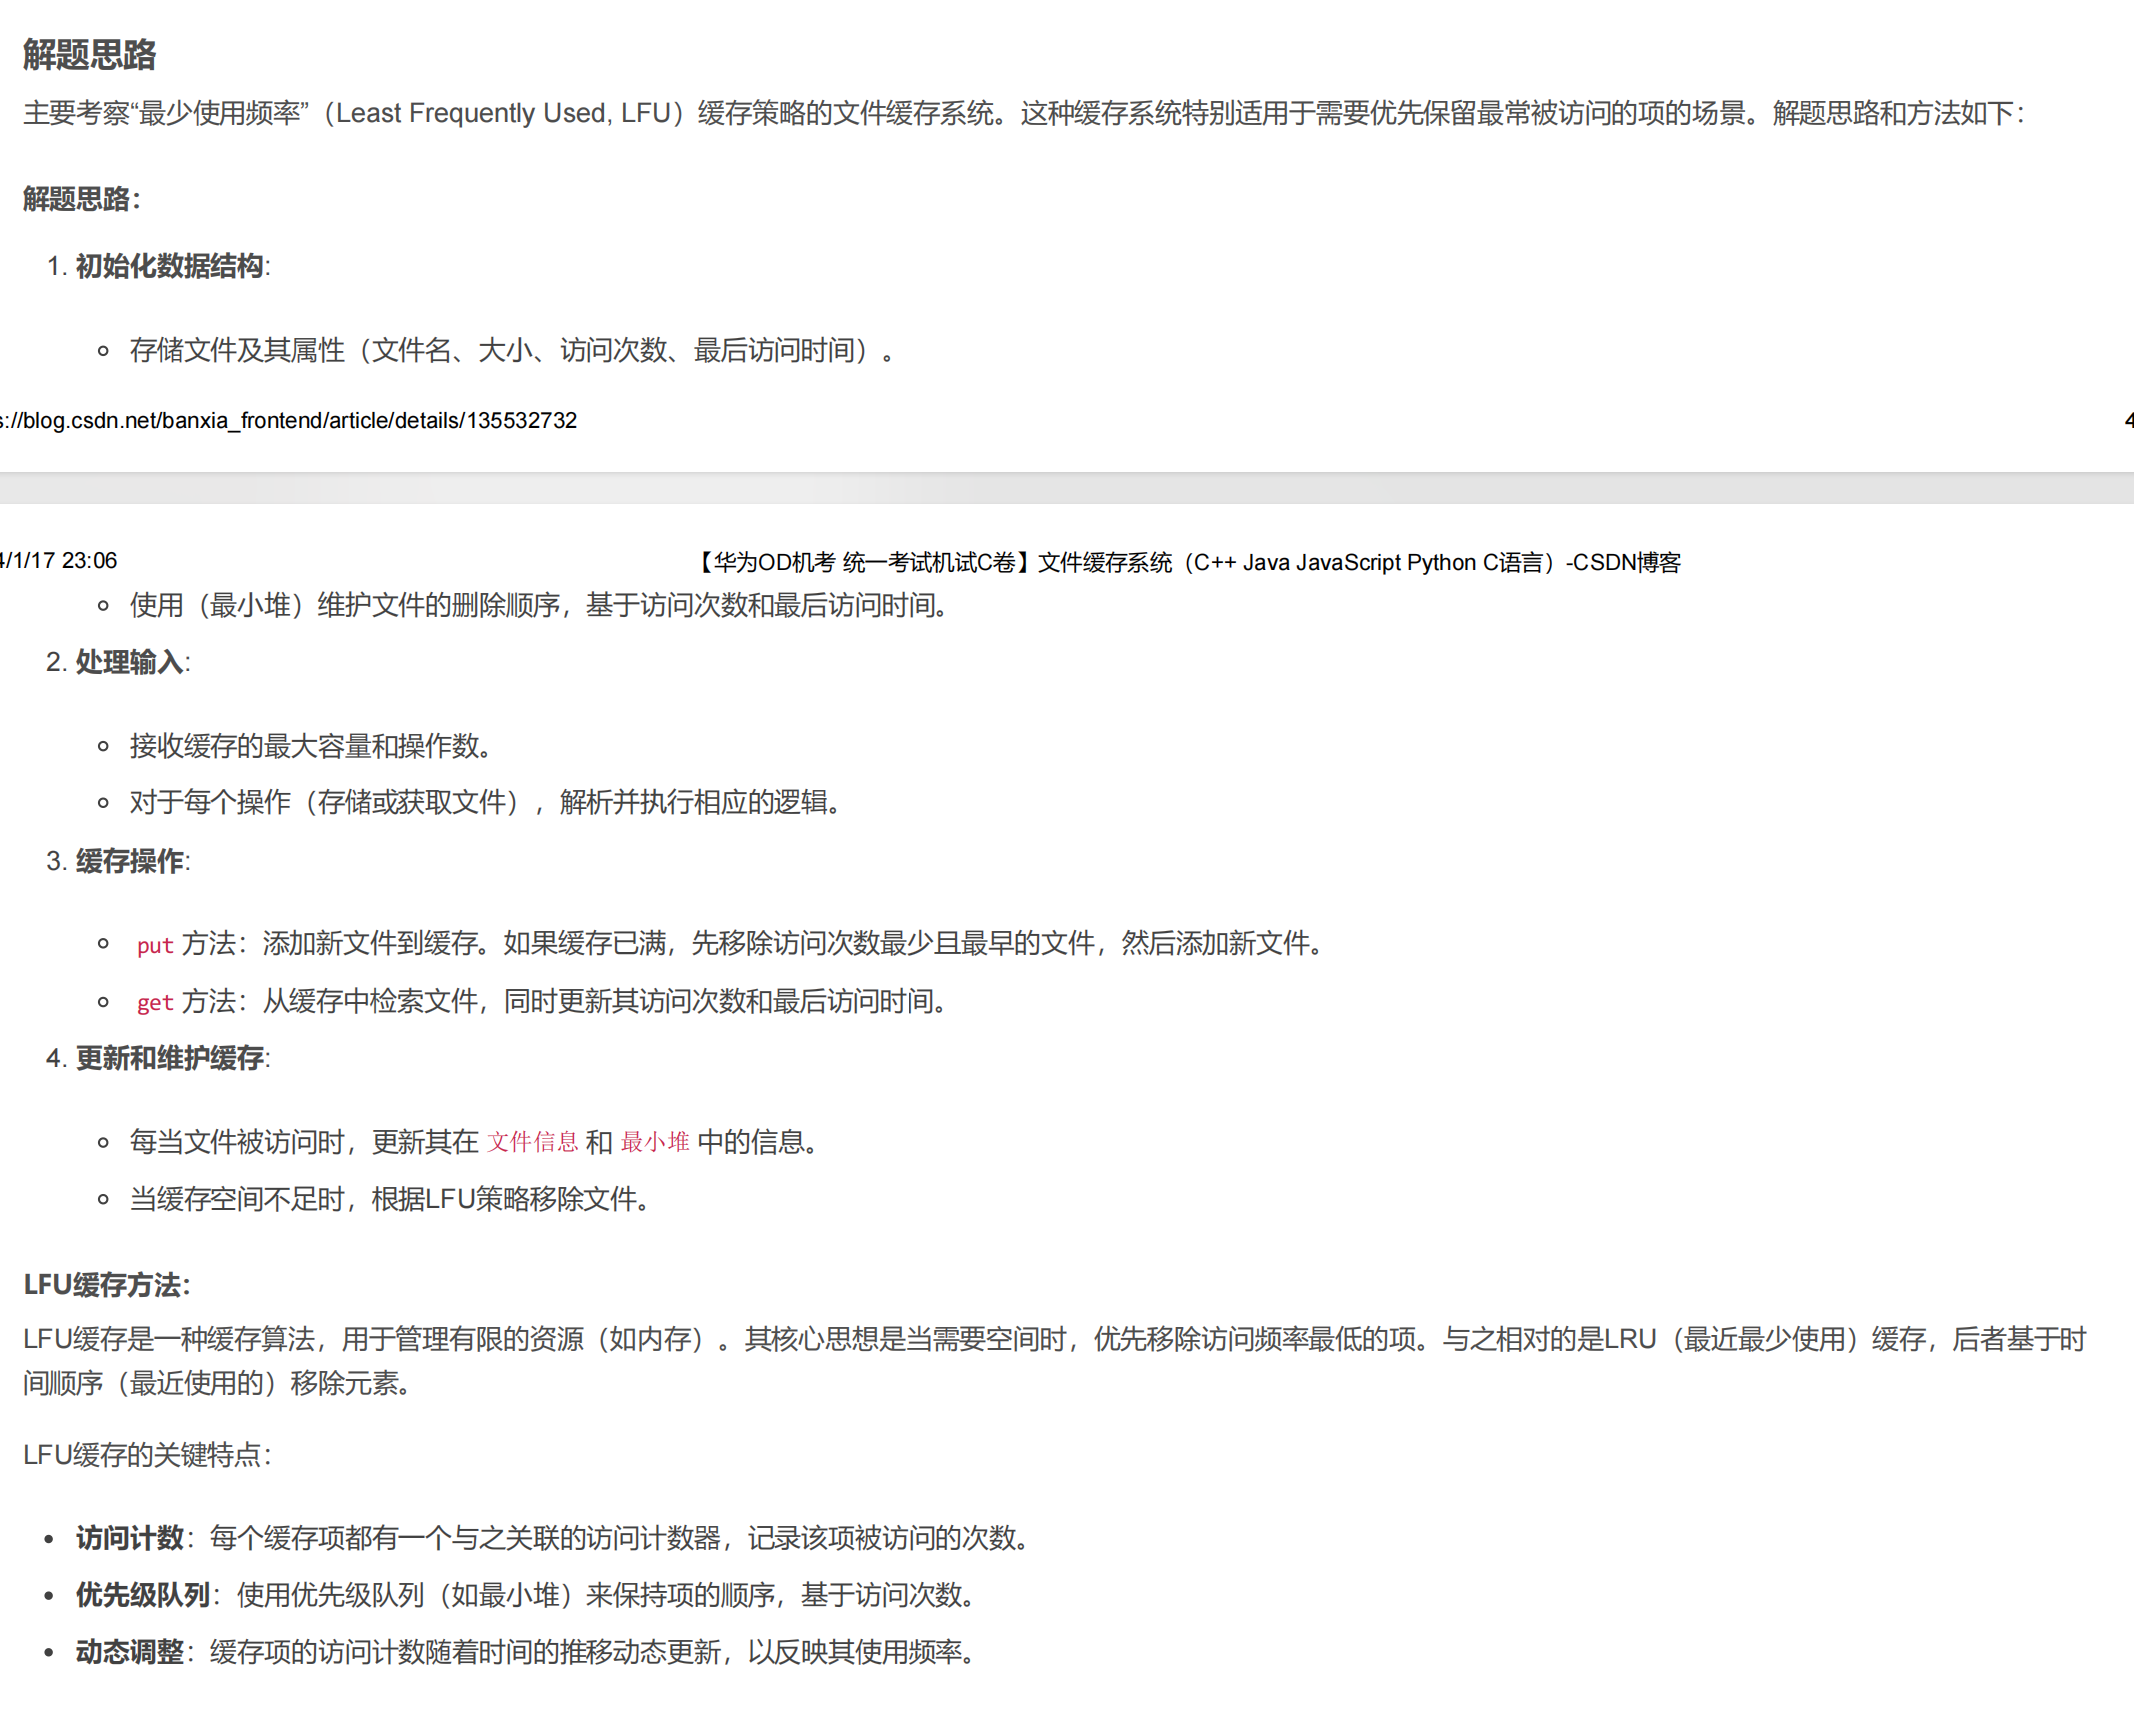 解题思路
主要考察“最少使用频率”（Least Frequently Used, LFU）缓存策略的文件缓存系统。这种缓存系统特别适用于需要优先保留最常被访问的项的场景。解题思路和方法如下：
解题思路：
1. 初始化数据结构:
存储文件及其属性（文件名、大小、访问次数、最后访问时间）。
s://blog.csdn.net/banxia_frontend/article/details/135532732 4
4/1/17 23:06 【华为OD机考 统一考试机试C卷】文件缓存系统（C++ Java JavaScript Python C语言）-CSDN博客
使用（最小堆）维护文件的删除顺序，基于访问次数和最后访问时间。
2. 处理输入:
接收缓存的最大容量和操作数。
对于每个操作（存储或获取文件），解析并执行相应的逻辑。
3. 缓存操作:
put 方法：添加新文件到缓存。如果缓存已满，先移除访问次数最少且最早的文件，然后添加新文件。
get 方法：从缓存中检索文件，同时更新其访问次数和最后访问时间。
4. 更新和维护缓存:
每当文件被访问时，更新其在 文件信息 和 最小堆 中的信息。
当缓存空间不足时，根据LFU策略移除文件。
LFU缓存方法：
LFU缓存是一种缓存算法，用于管理有限的资源（如内存）。其核心思想是当需要空间时，优先移除访问频率最低的项。与之相对的是LRU（最近最少使用）缓存，后者基于时
间顺序（最近使用的）移除元素。
LFU缓存的关键特点：
• 访问计数：每个缓存项都有一个与之关联的访问计数器，记录该项被访问的次数。
• 优先级队列：使用优先级队列（如最小堆）来保持项的顺序，基于访问次数。
• 动态调整：缓存项的访问计数随着时间的推移动态更新，以反映其使用频率。